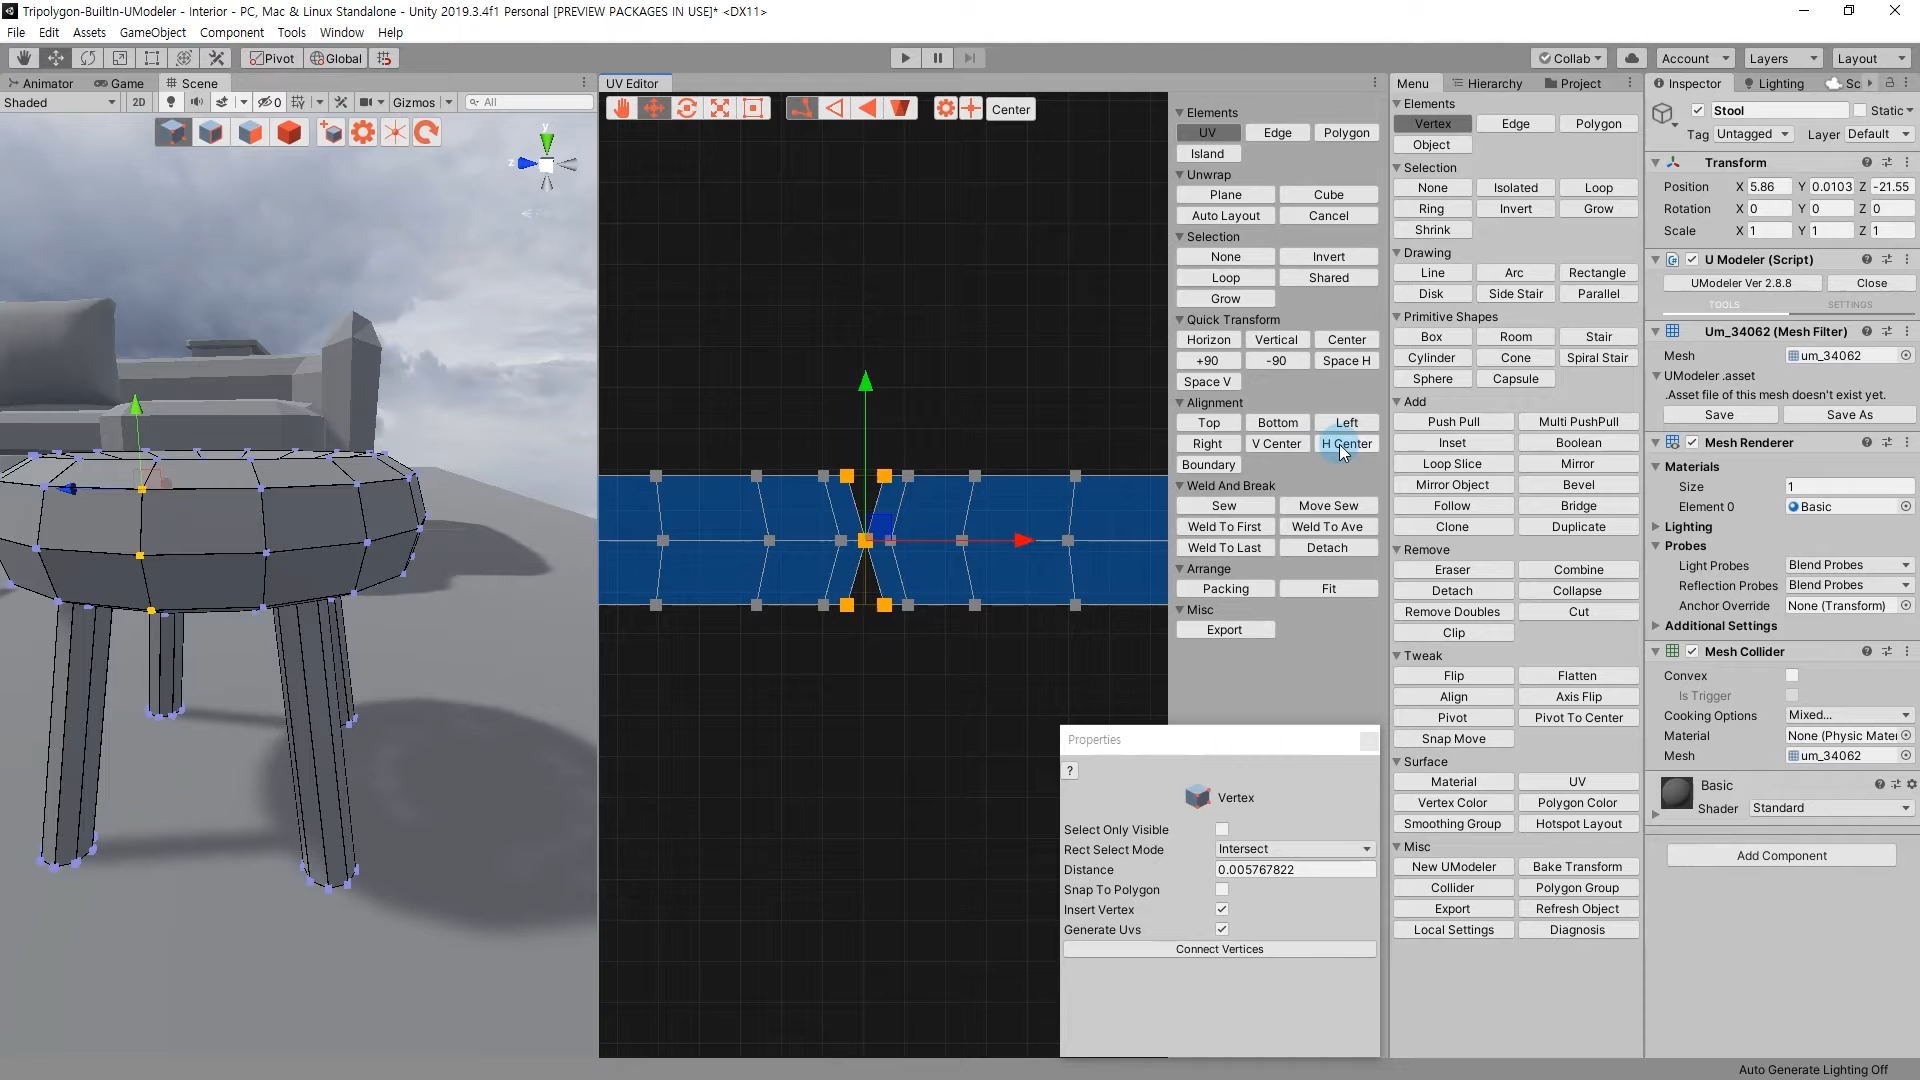 Tripolygon-BuiltIn-UModeler - Interior - PC, Mac & Linux Standalone - Unity 2019.3.4f1 Personal [PREVIEW PACKAGES IN USE]* <DX11>
File Edit Assets GameObject Component Tools Window Help
Pivot Global Collab Account Layers Layout
Animator Game Scene
Shaded 2D 0 Gizmos All
y
z
UV Editor
Center
Elements
UV Edge Polygon
Island
Unwrap
Plane Cube
Auto Layout Cancel
Selection
None Invert
Loop Shared
Grow
Quick Transform
Horizon Vertical Center
+90 -90 Space H
Space V
Alignment
Top Bottom Left
Right V Center H Center
Boundary
Weld And Break
Sew Move Sew
Weld To First Weld To Ave
Weld To Last Detach
Arrange
Packing Fit
Misc
Export
Properties
?
Vertex
Select Only Visible
Rect Select Mode Intersect
Distance 0.005767822
Snap To Polygon
Insert Vertex
Generate Uvs
Connect Vertices
Menu Hierarchy Project
Elements
Vertex Edge Polygon
Object
Selection
None Isolated Loop
Ring Invert Grow
Shrink
Drawing
Line Arc Rectangle
Disk Side Stair Parallel
Primitive Shapes
Box Room Stair
Cylinder Cone Spiral Stair
Sphere Capsule
Add
Push Pull Multi PushPull
Inset Boolean
Loop Slice Mirror
Mirror Object Bevel
Follow Bridge
Clone Duplicate
Remove
Eraser Combine
Detach Collapse
Remove Doubles Cut
Clip
Tweak
Flip Flatten
Align Axis Flip
Pivot Pivot To Center
Snap Move
Surface
Material UV
Vertex Color Polygon Color
Smoothing Group Hotspot Layout
Misc
New UModeler Bake Transform
Collider Polygon Group
Export Refresh Object
Local Settings Diagnosis
Inspector Lighting Sc
Stool Static
Tag Untagged Layer Default
Transform
Position X 5.86 Y 0.0103 Z -21.55
Rotation X 0 Y 0 Z 0
Scale X 1 Y 1 Z 1
U Modeler (Script)
UModeler Ver 2.8.8 Close
TOOLS SETTINGS
Um_34062 (Mesh Filter)
Mesh um_34062
UModeler .asset
.Asset file of this mesh doesn't exist yet.
Save Save As
Mesh Renderer
Materials
Size 1
Element 0 Basic
Lighting
Probes
Light Probes Blend Probes
Reflection Probes Blend Probes
Anchor Override None (Transform)
Additional Settings
Mesh Collider
Convex
Is Trigger
Cooking Options Mixed...
Material None (Physic Mater
Mesh um_34062
Basic
Shader Standard
Add Component
Auto Generate Lighting Off